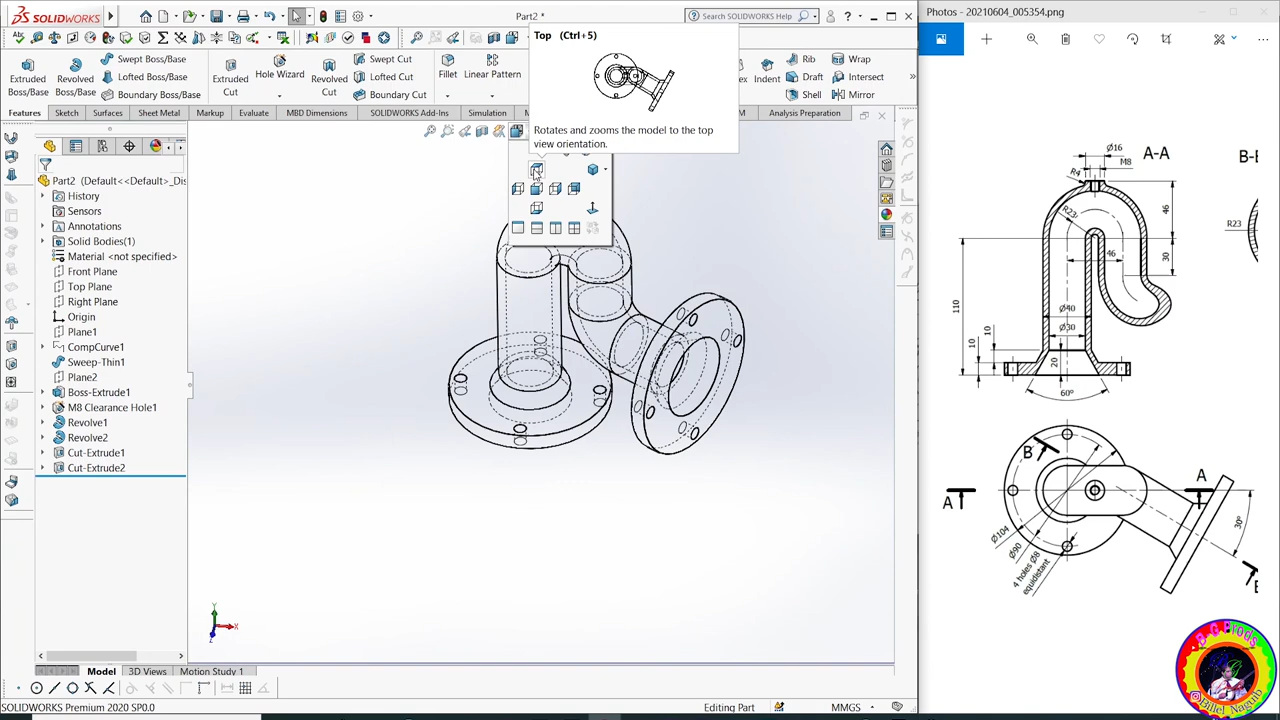 SOLIDWORKS
Part2 *
Search SOLIDWORKS Help
Photos - 20210604_005354.png
Top (Ctrl+5)
Rotates and zooms the model to the top
view orientation.
Extruded
Boss/Base
Revolved
Boss/Base
Swept Boss/Base
Lofted Boss/Base
Boundary Boss/Base
Extruded
Cut
Hole Wizard
Revolved
Cut
Swept Cut
Lofted Cut
Boundary Cut
Fillet
Linear Pattern
Rib
Draft
Shell
Wrap
Intersect
Mirror
Indent
Features
Sketch
Surfaces
Sheet Metal
Markup
Evaluate
MBD Dimensions
SOLIDWORKS Add-Ins
Simulation
Analysis Preparation
Part2 (Default<<Default>_Dis
History
Sensors
Annotations
Solid Bodies(1)
Material <not specified>
Front Plane
Top Plane
Right Plane
Origin
Plane1
CompCurve1
Sweep-Thin1
Plane2
Boss-Extrude1
M8 Clearance Hole1
Revolve1
Revolve2
Cut-Extrude1
Cut-Extrude2
Y
X
Z
Model
3D Views
Motion Study 1
SOLIDWORKS Premium 2020 SP0.0
Editing Part
MMGS
Ø16
M8
A-A
R4
R23
46
46
30
110
Ø40
Ø30
10
10
20
60°
B-B
R23
B
A
A
Ø104
Ø90
4 holes Ø8
equidistant
30°
B
B G Prods
@Billel_Naguib